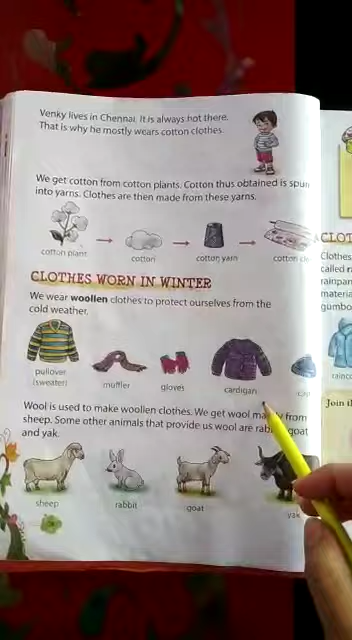 Venky lives in Chennai. It is always hot there.
That is why he mostly wears cotton clothes.
We get cotton from cotton plants. Cotton thus obtained is spun
into yarns. Clothes are then made from these yarns.
cotton plant
cotton
cotton yarn
cotton
CLOTHES WORN IN WINTER
We wear woollen clothes to protect ourselves from the
cold weather.
pullover
(sweater)
muffler
gloves
cardigan
Wool is used to make woollen clothes. We get wool from
sheep. Some other animals that provide us wool are goat
and yak.
sheep
rabbit
goat
yak
CLOT
Clothes
called r
rainpan
materia
gumbo
rainco
Join th